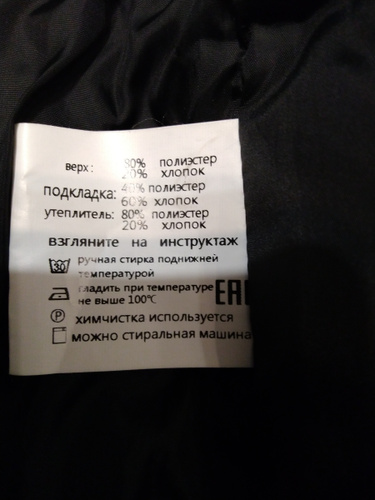 верх: 80% полиэстер
20% хлопок
подкладка: 40% полиэстер
60% хлопок
утеплитель: 80% полиэстер
20% хлопок
взгляните на инструктаж
30 ручная стирка поднижней
температурой
гладить при температуре
не выше 100℃
EAC
P химчистка используется
можно стиральная машина